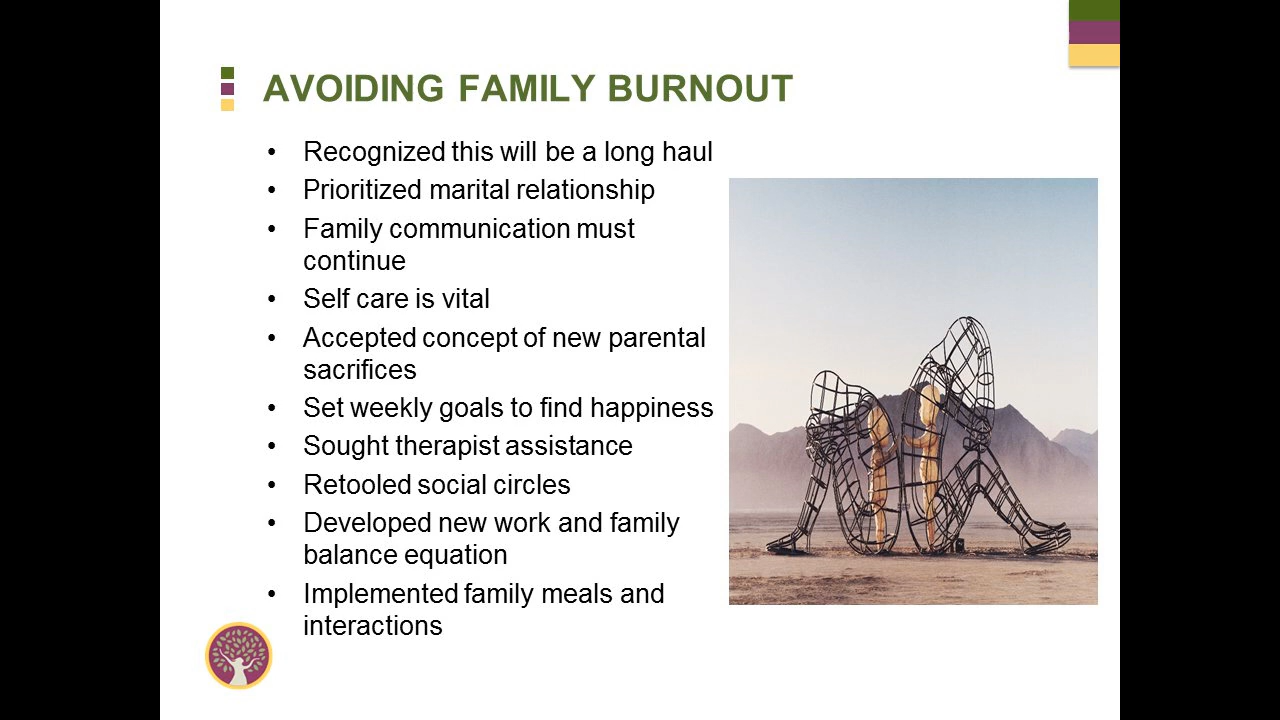 AVOIDING FAMILY BURNOUT
• Recognized this will be a long haul
• Prioritized marital relationship
• Family communication must
continue
• Self care is vital
• Accepted concept of new parental
sacrifices
• Set weekly goals to find happiness
• Sought therapist assistance
• Retooled social circles
• Developed new work and family
balance equation
• Implemented family meals and
interactions